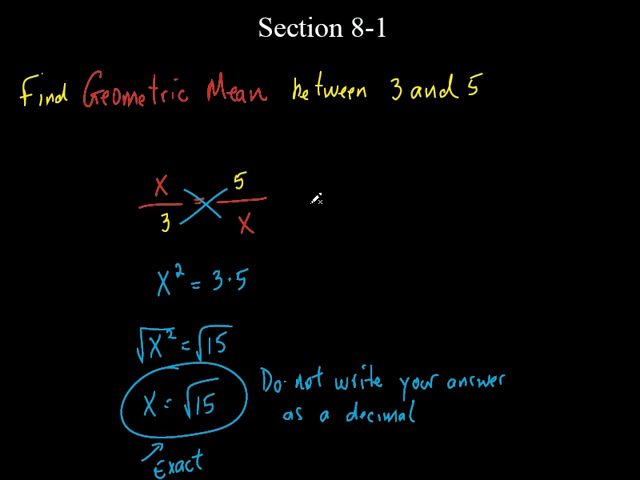 Section 8-1
Find Geometric Mean between 3 and 5
x/3 = 5/x
x² = 3·5
√x² = √15
x = √15
Do not write your answer
as a decimal
Exact